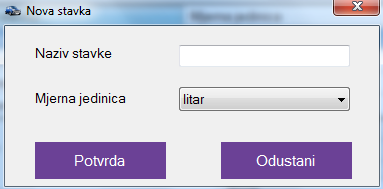 Nova stavka
Naziv stavke
Mjerna jedinica
litar
Potvrda
Odustani